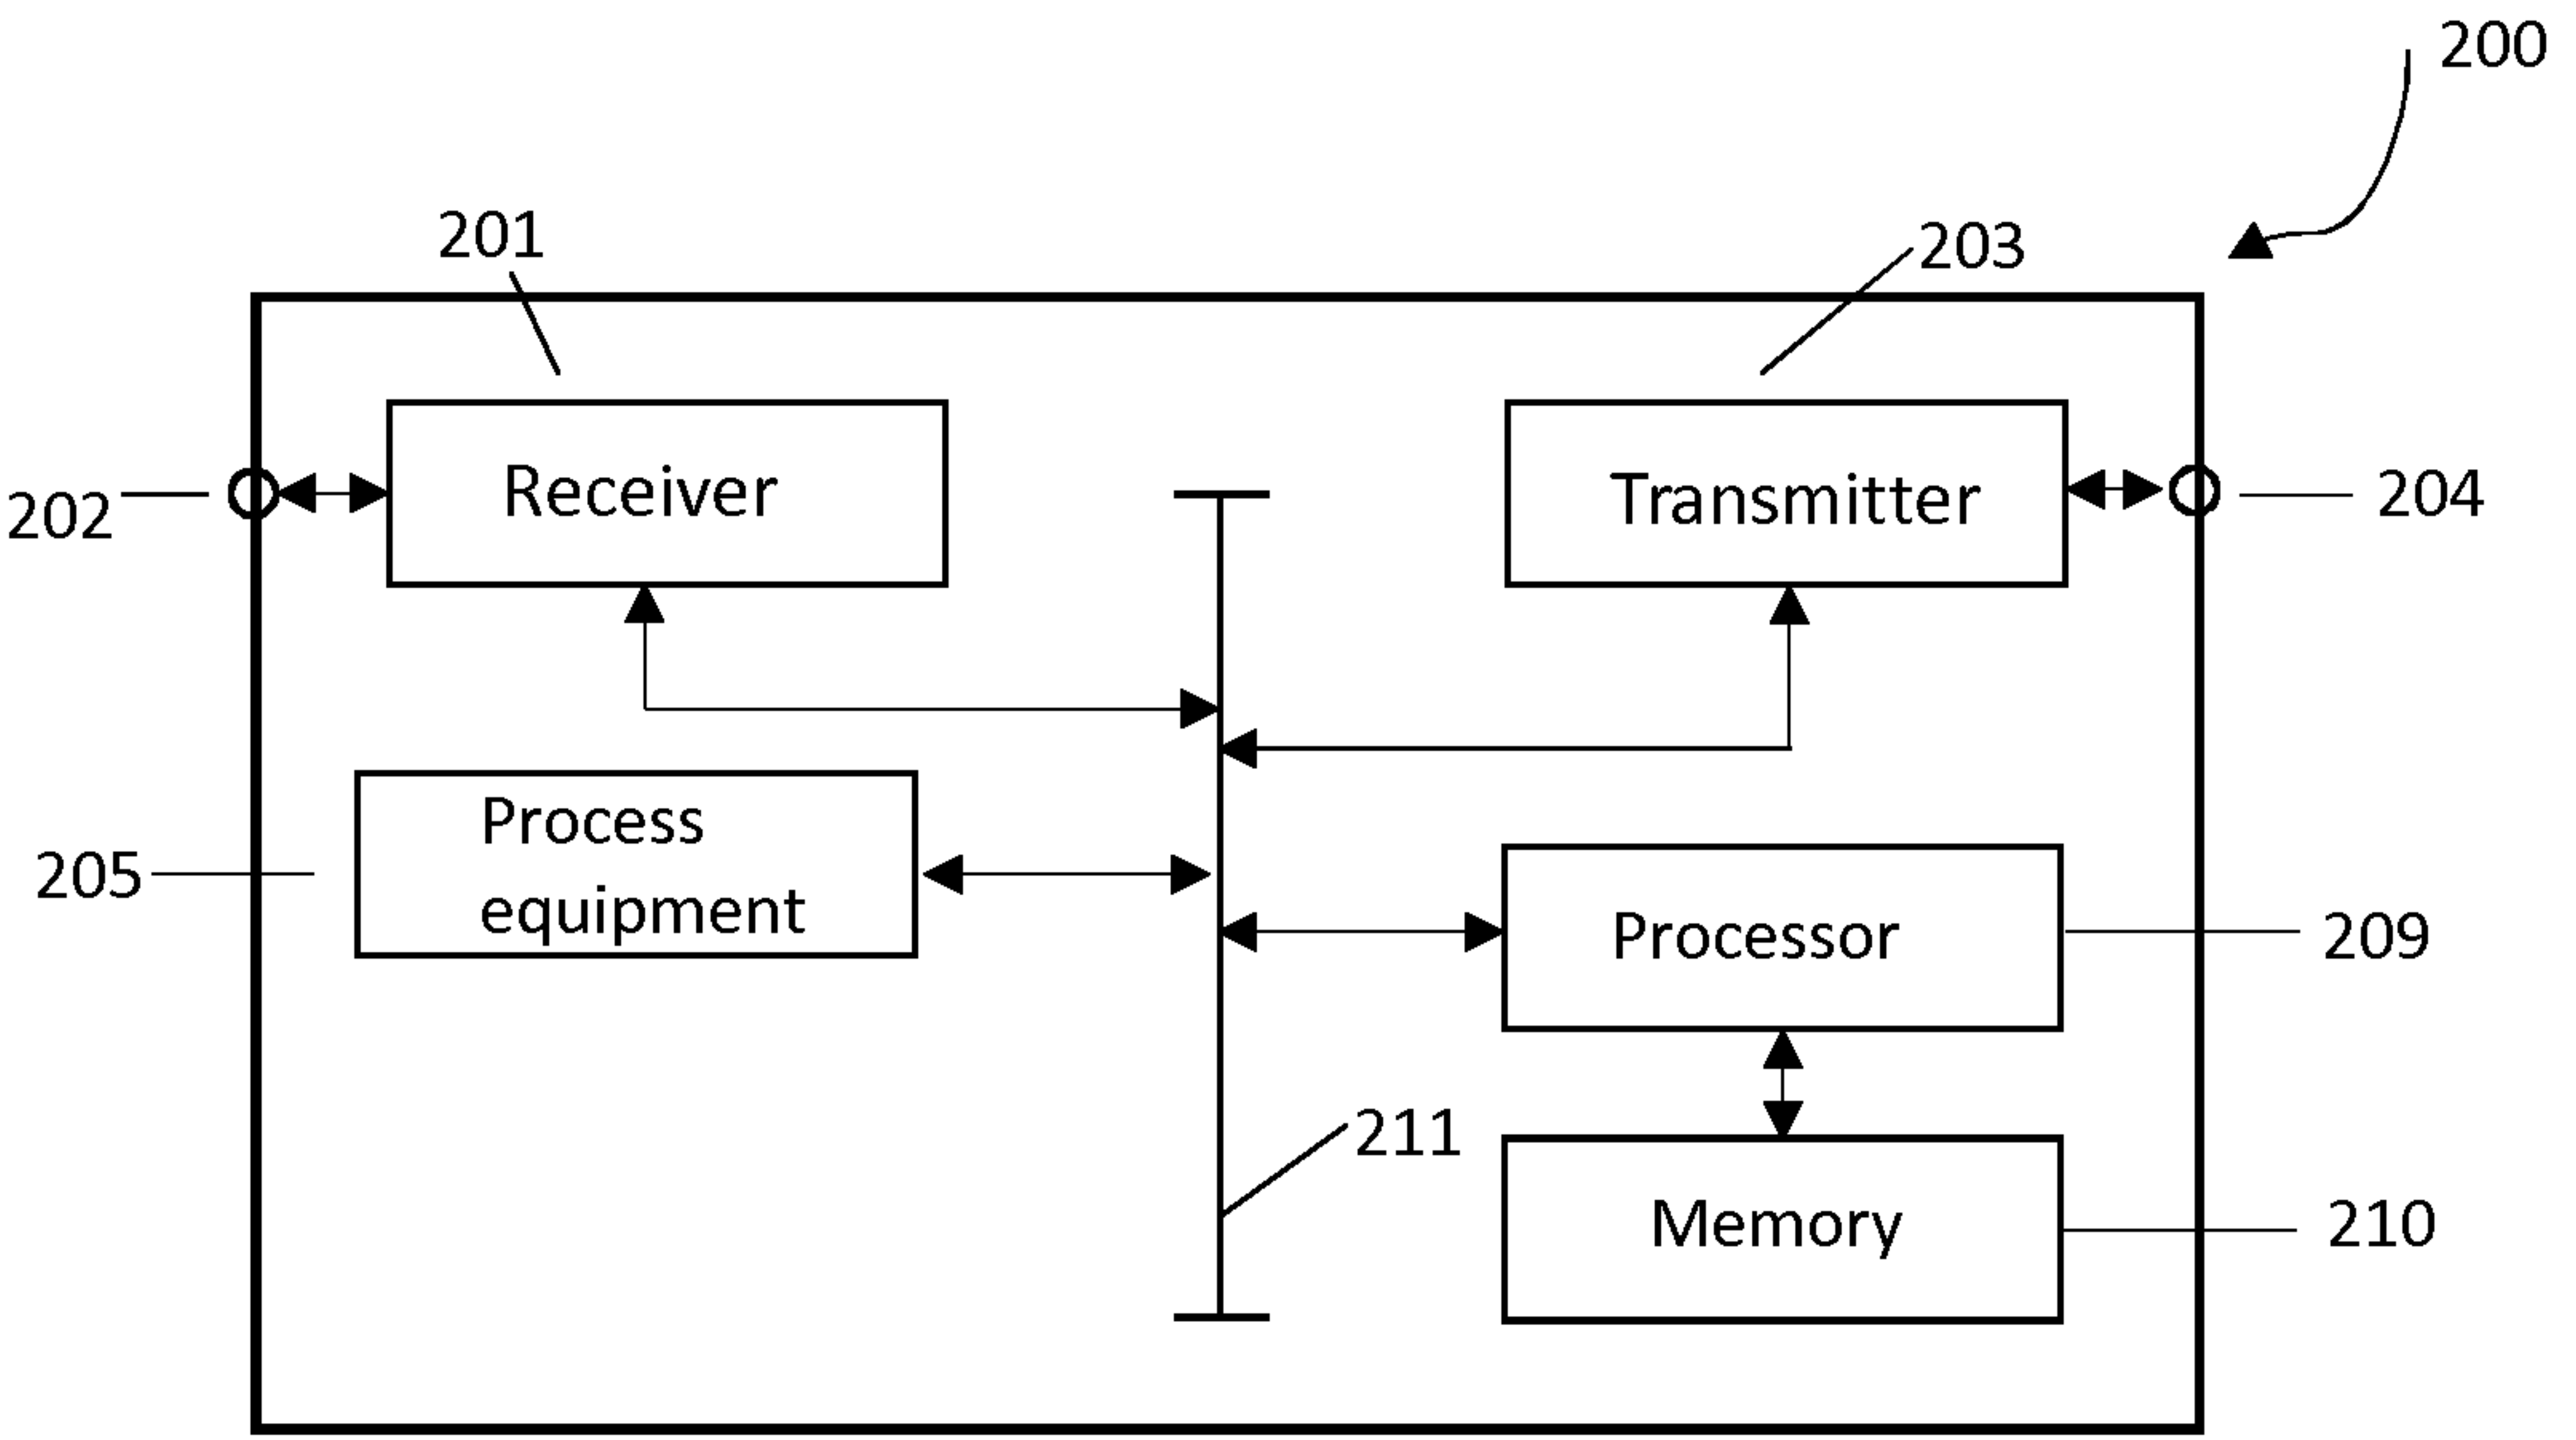 200
201
203
Receiver
Transmitter
202
204
Process
equipment
205
Processor
209
211
Memory
210